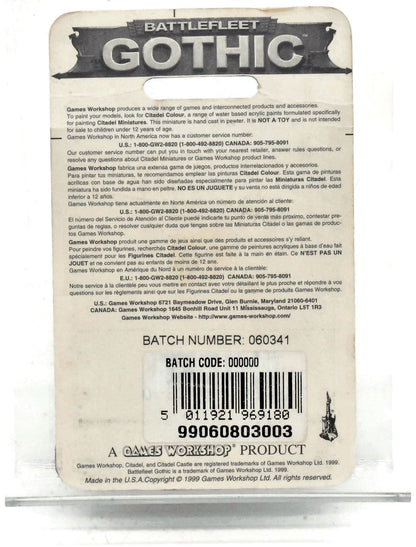 BATTLEFLEET
GOTHIC™
Games Workshop produces a wide range of games and interconnected products and accessories.
To paint your models, look for Citadel Colour, a range of water based acrylic paints formulated specifically
for painting Citadel Miniatures. This miniature is hand cast in pewter. It is NOT A TOY and is not intended
for sale to children under 12 years of age.
Games Workshop in North America now has a customer service number:
U.S.: 1-800-GW2-8820 (1-800-492-8820) CANADA: 905-795-8091
Our customer service number can put you in touch with your nearest retailer, answer rules questions, or
resolve any questions about Citadel Miniatures or Games Workshop product lines.
Games Workshop fabrica una extensa gama de juegos, productos interrelacionados y accesorios.
Para pintar tus miniaturas, te recomendamos emplear las pinturas Citadel Colour. Esta gama de pinturas
acrílicas con base de agua han sido diseñadas especialmente para pintar las Miniaturas Citadel. Esta
miniatura ha sido fundida a mano en peltre. NO ES UN JUGUETE y su venta no está dirigida a niños de edad
inferior a 12 años.
Games Workshop tiene actualmente en Norte América un número de atención al cliente:
U.S.: 1-800-GW2-8820 (1-800-492-8820) CANADA: 905-795-8091
El número del Servicio de Atención al Cliente puede indicarte tu punto de venta más próximo, contestar pre-
guntas de reglas, o resolver cualquier duda que tengas sobre las Miniaturas Citadel o las gamas de productos
Games Workshop.
Games Workshop produit une gamme de jeux ainsi que des produits et accessoires s'y reliant.
Pour peindre vos figurines, recherchez Citadel Colour, une gamme de peintures acryliques à base d'eau fait
spécialement pour les Figurines Citadel. Cette figurine est faite à la main en étain. Ce N'EST PAS UN
JOUET et ne convient pas au enfants de moins de 12 ans.
Games Workshop en Amérique du Nord a un numéro de service à la clientèle:
E.U.: 1-800-GW2-8820 (1-800-492-8820) CANADA: 905-795-8091
Notre service à la clientèle peu vous mettre en contact avec votre détaillant le plus proche et répondre à vos
questions sur les règlements ainsi que sur les Figurines Citadel ou la gamme de produits de Games
Workshop.
U.S.: Games Workshop 6721 Baymeadow Drive, Glen Burnie, Maryland 21060-6401
CANADA: Games Workshop 1645 Bonhill Road Unit 11 Mississauga, Ontario L5T 1R3
Games Workshop Website - http://www.games-workshop.com/
BATCH NUMBER: 060341
BATCH CODE: 000000
5 011921 969180
99060803003
A GAMES WORKSHOP® PRODUCT
Games Workshop, Citadel, and Citadel Castle are registered trademarks of Games Workshop Ltd. 1999.
Battlefleet Gothic is a trademark of Games Workshop Ltd. 1999.
Made in the U.S.A.Copyright © 1999 Games Workshop Ltd. All rights reserved.